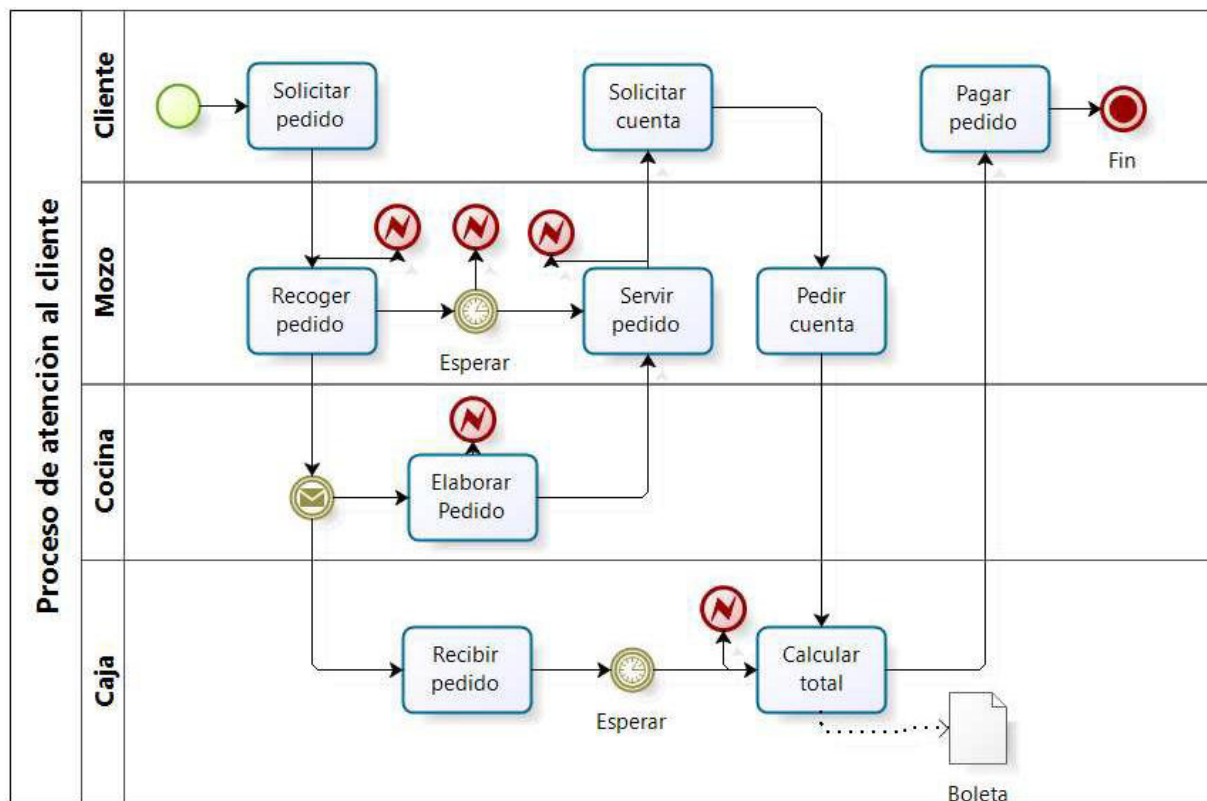 Proceso de atenciòn al cliente
Cliente
Solicitar
pedido
Solicitar
cuenta
Pagar
pedido
Fin
Mozo
Recoger
pedido
Esperar
Servir
pedido
Pedir
cuenta
Cocina
Elaborar
Pedido
Caja
Recibir
pedido
Esperar
Calcular
total
Boleta